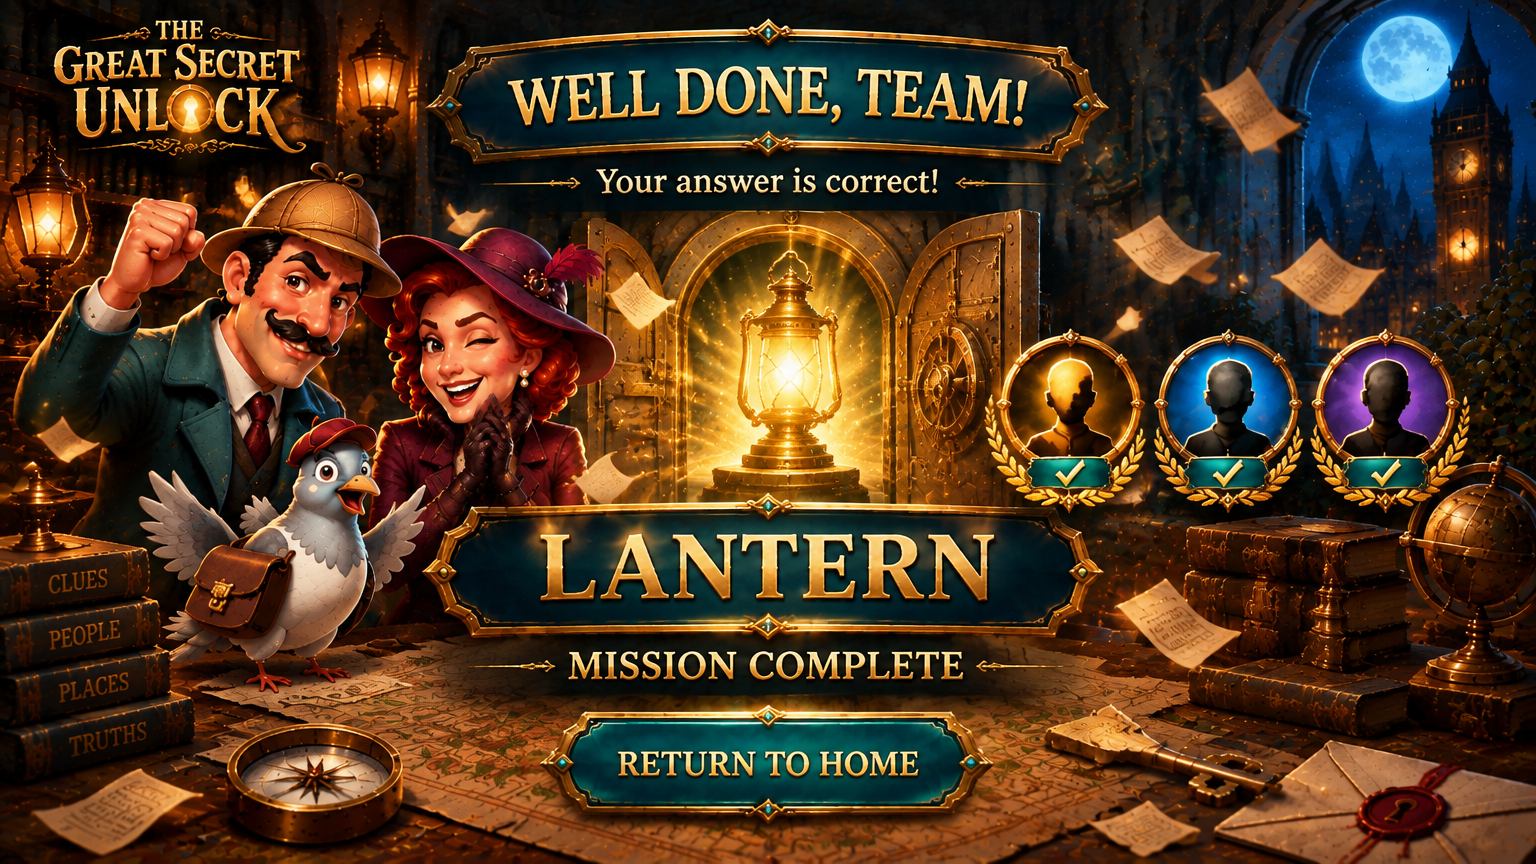 THE
GREAT SECRET
UNLOCK
WELL DONE, TEAM!
Your answer is correct!
LANTERN
MISSION COMPLETE
RETURN TO HOME
CLUES
PEOPLE
PLACES
TRUTHS